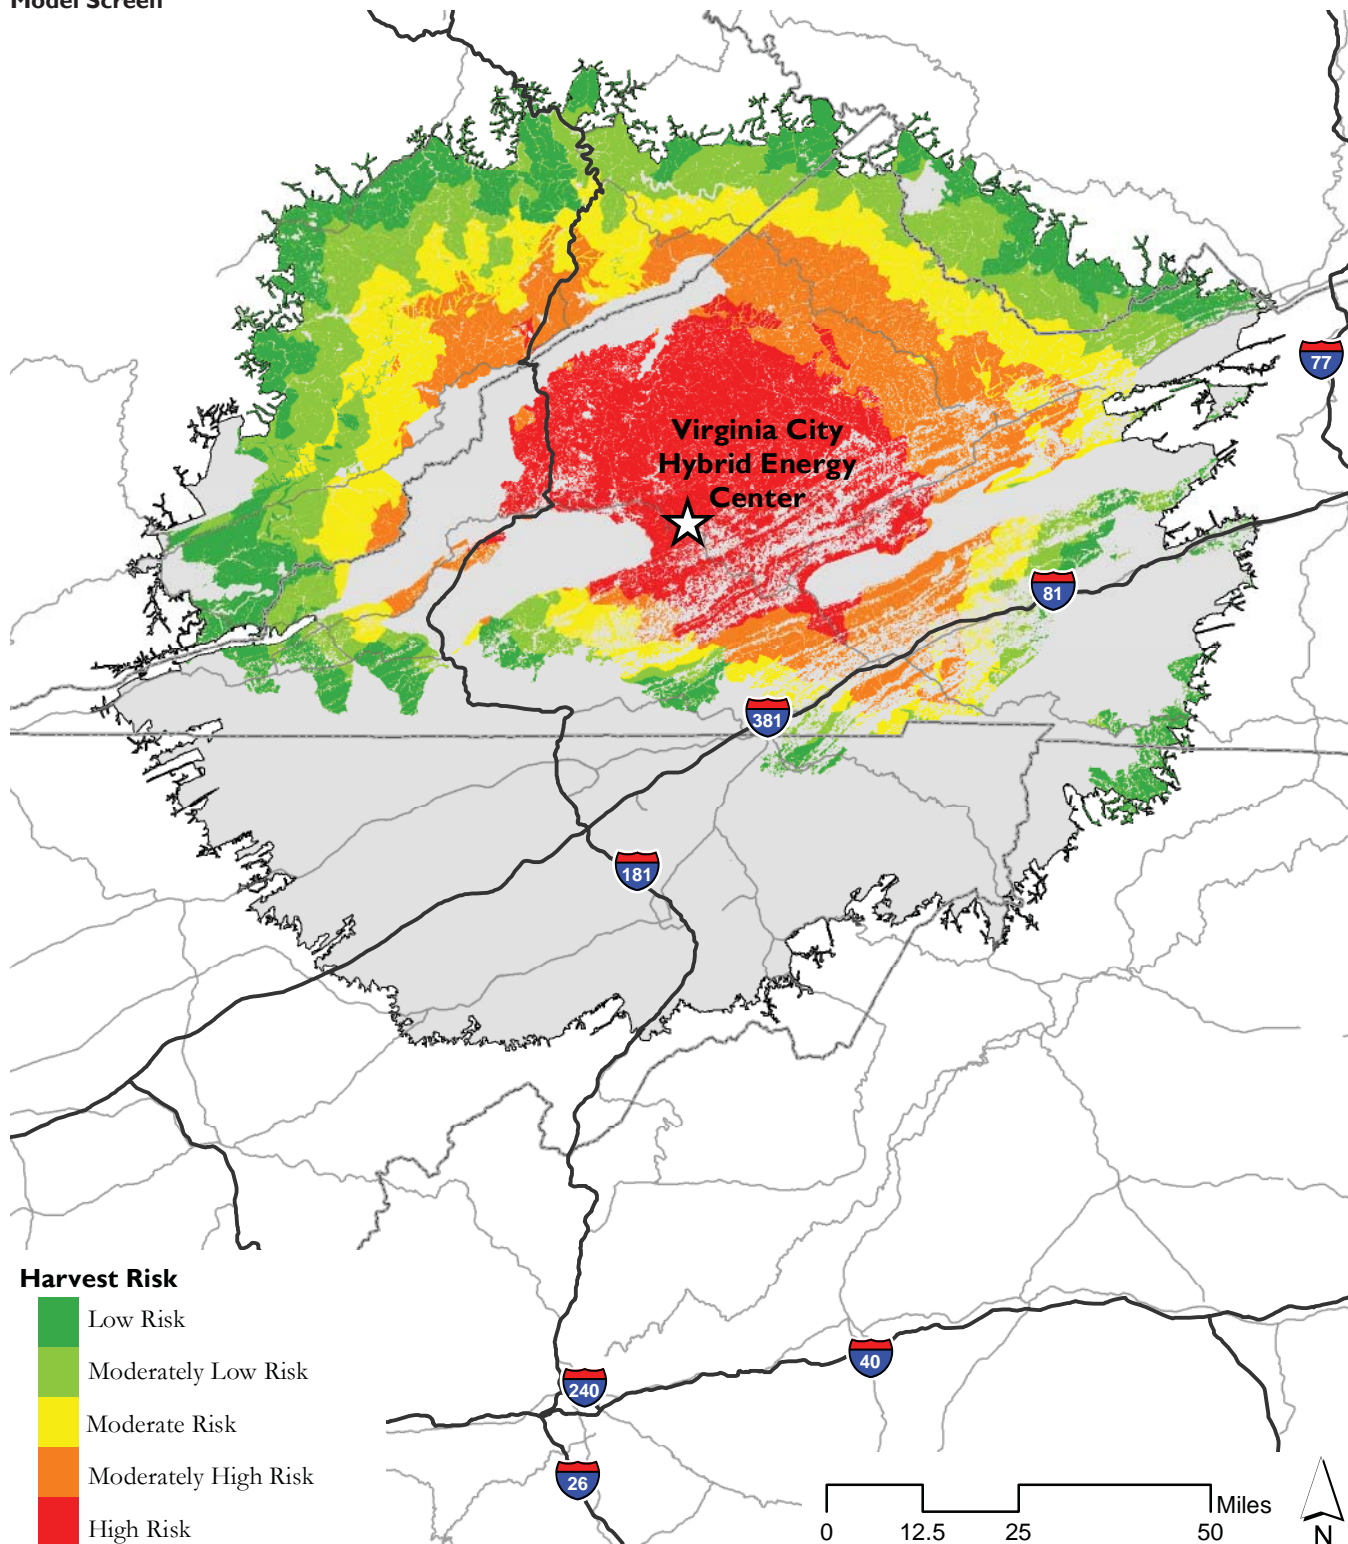 Model Screen
77
Virginia City
Hybrid Energy
Center
81
381
181
Harvest Risk
Low Risk
Moderately Low Risk
Moderate Risk
Moderately High Risk
High Risk
40
240
26
Miles
0 12.5 25 50
N